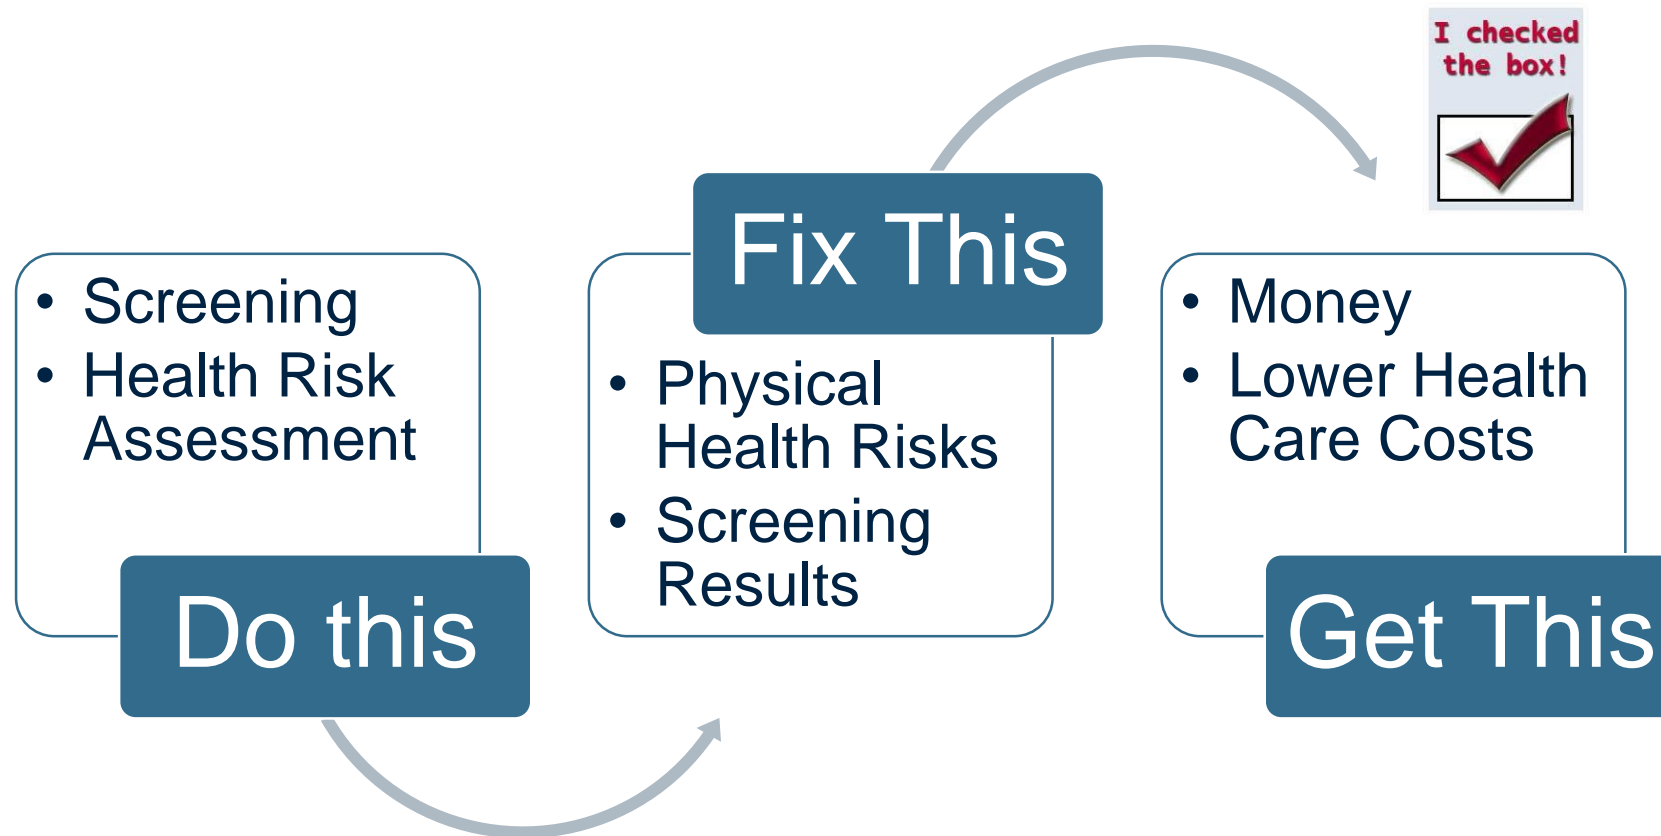 I checked
the box!
• Screening
• Health Risk
Assessment
Do this
Fix This
• Physical
Health Risks
• Screening
Results
• Money
• Lower Health
Care Costs
Get This